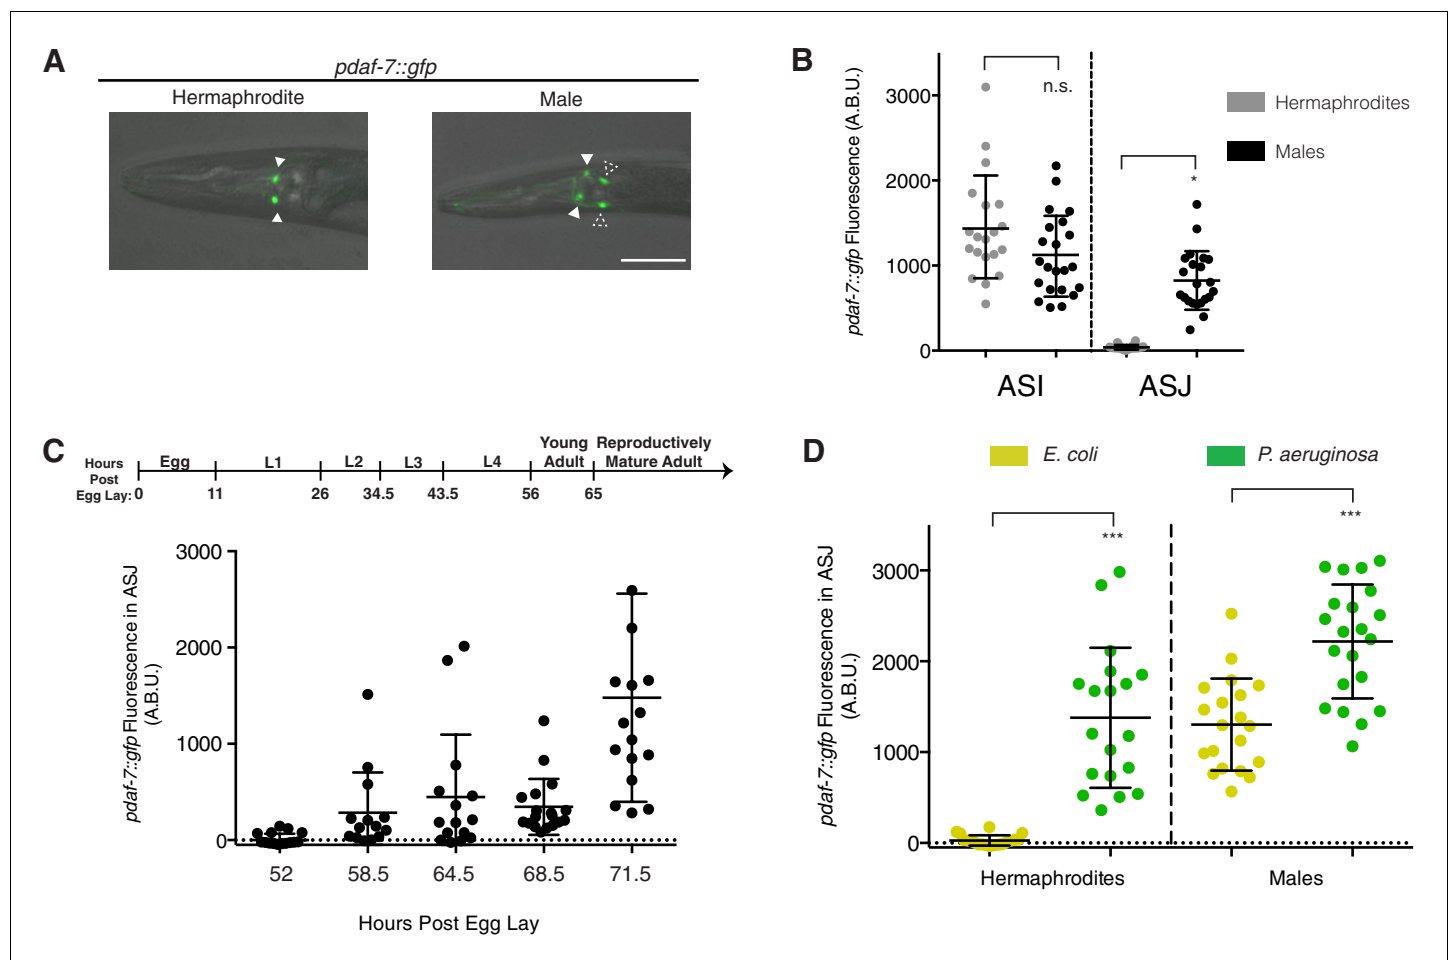 A
pdaf-7::gfp
Hermaphrodite
Male
B
pdaf-7::gfp Fluorescence (A.B.U.)
3000
2000
1000
0
n.s.
*
ASI
ASJ
Hermaphrodites
Males
C
Hours
Post
Egg Lay:
Egg
L1
L2
L3
L4
Young
Adult
Reproductively
Mature Adult
0
11
26
34.5
43.5
56
65
pdaf-7::gfp Fluorescence in ASJ
(A.B.U.)
3000
2000
1000
0
52
58.5
64.5
68.5
71.5
Hours Post Egg Lay
D
E. coli
P. aeruginosa
pdaf-7::gfp Fluorescence in ASJ
(A.B.U.)
3000
2000
1000
0
***
***
Hermaphrodites
Males